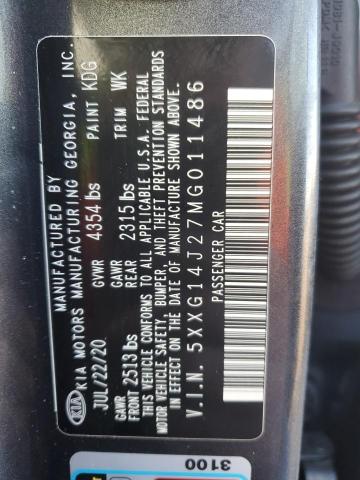 MANUFACTURED BY
KIA KIA MOTORS MANUFACTURING GEORGIA, INC.
JUL/22/20 GVWR 4354 lbs PAINT KDG
GAWR FRONT 2513 lbs GAWR REAR 2315 lbs TRIM WK
THIS VEHICLE CONFORMS TO ALL APPLICABLE U.S.A. FEDERAL
MOTOR VEHICLE SAFETY, BUMPER, AND THEFT PREVENTION STANDARDS
IN EFFECT ON THE DATE OF MANUFACTURE SHOWN ABOVE.
V.I.N. 5XXG14J27MG011486
PASSENGER CAR
3100